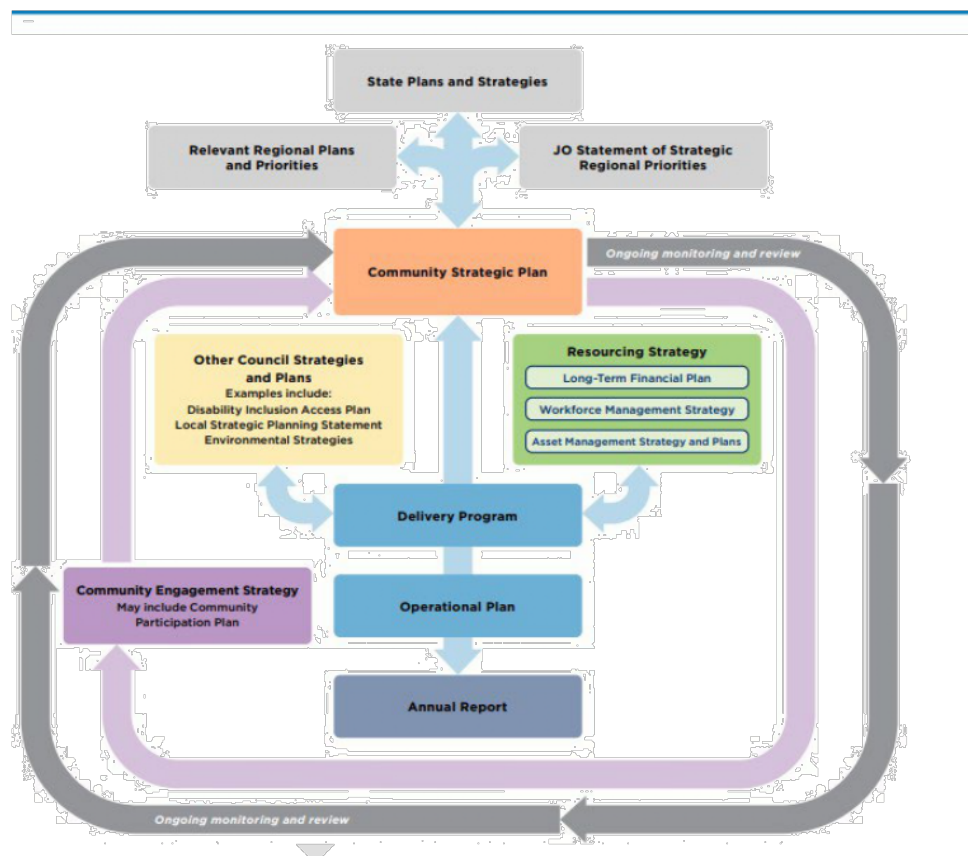 State Plans and Strategies
Relevant Regional Plans
and Priorities
JO Statement of Strategic
Regional Priorities
Community Strategic Plan
Ongoing monitoring and review
Other Council Strategies
and Plans
Examples include:
Disability Inclusion Access Plan
Local Strategic Planning Statement
Environmental Strategies
Resourcing Strategy
Long-Term Financial Plan
Workforce Management Strategy
Asset Management Strategy and Plans
Delivery Program
Community Engagement Strategy
May include Community
Participation Plan
Operational Plan
Annual Report
Ongoing monitoring and review